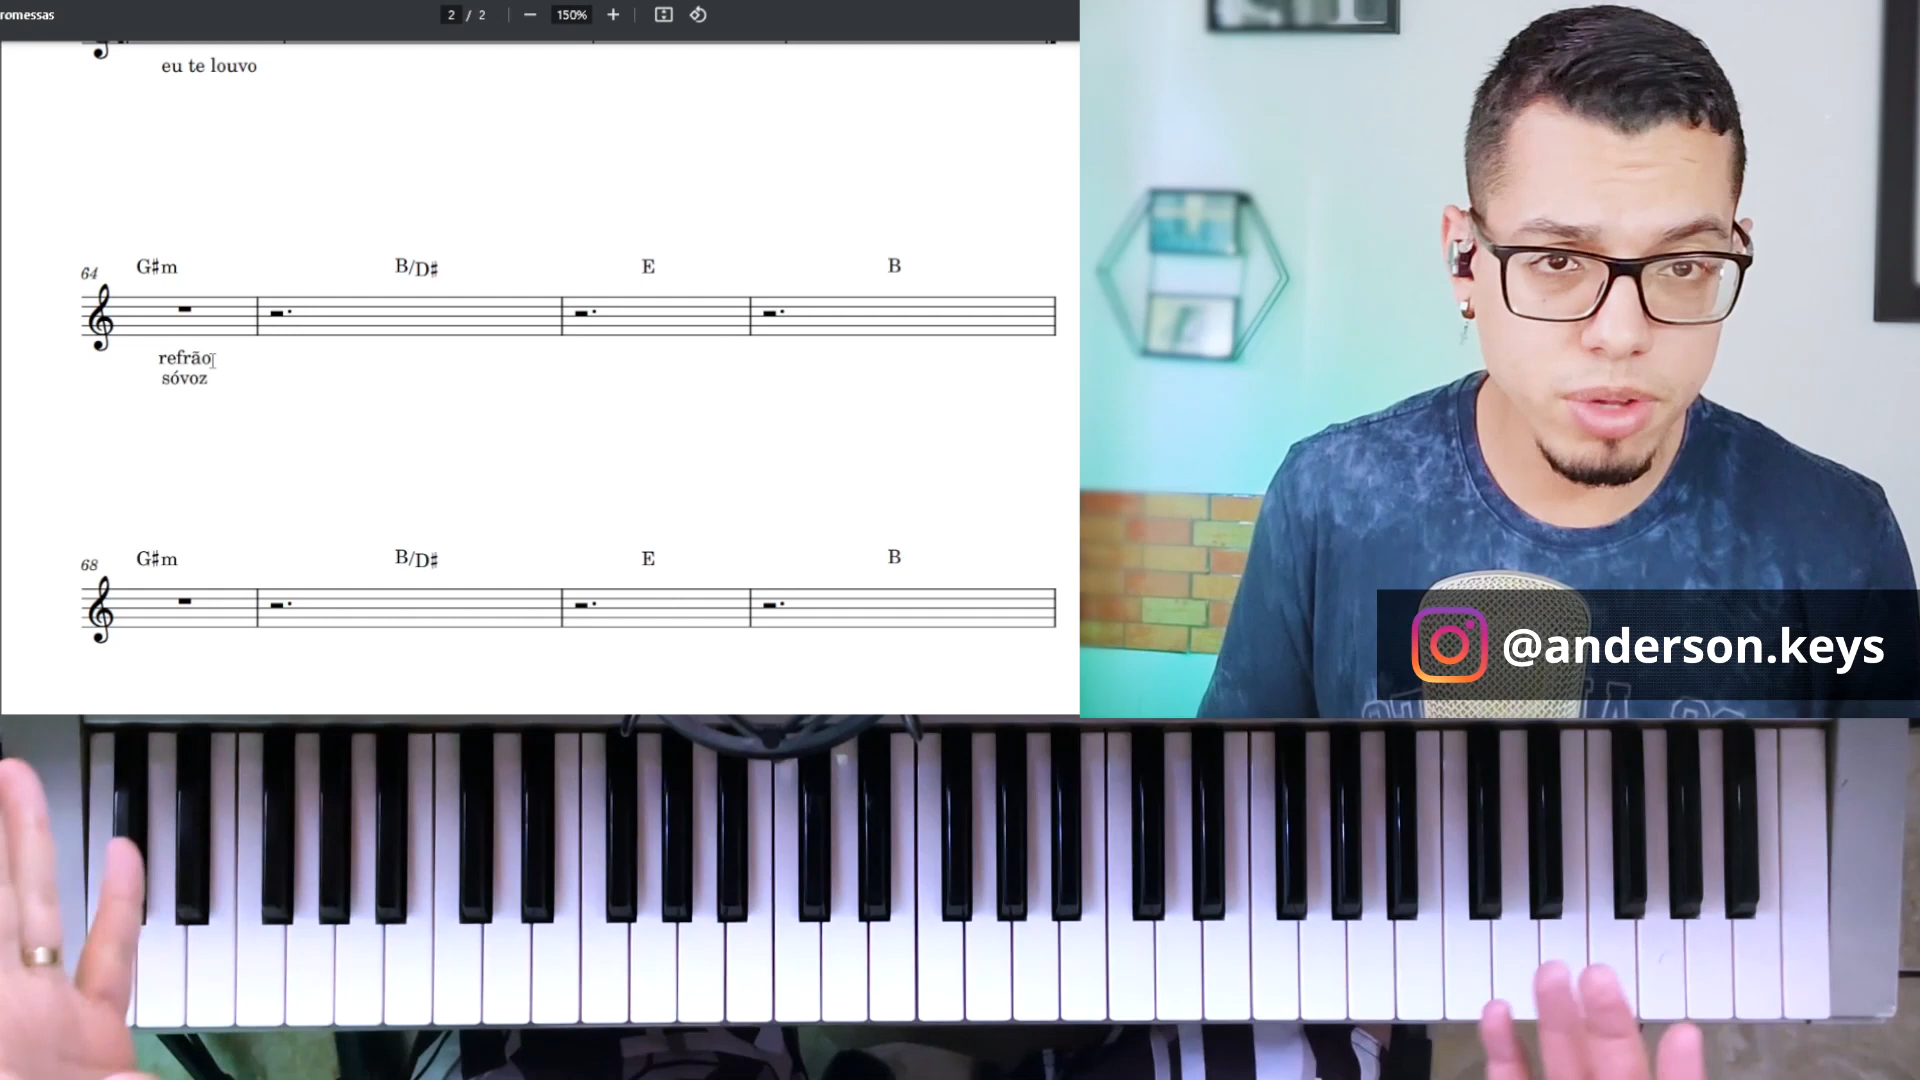 romessas
2 / 2
150%
eu te louvo
64
G#m B/D# E B
refrão
sóvoz
68
G#m B/D# E B
@anderson.keys